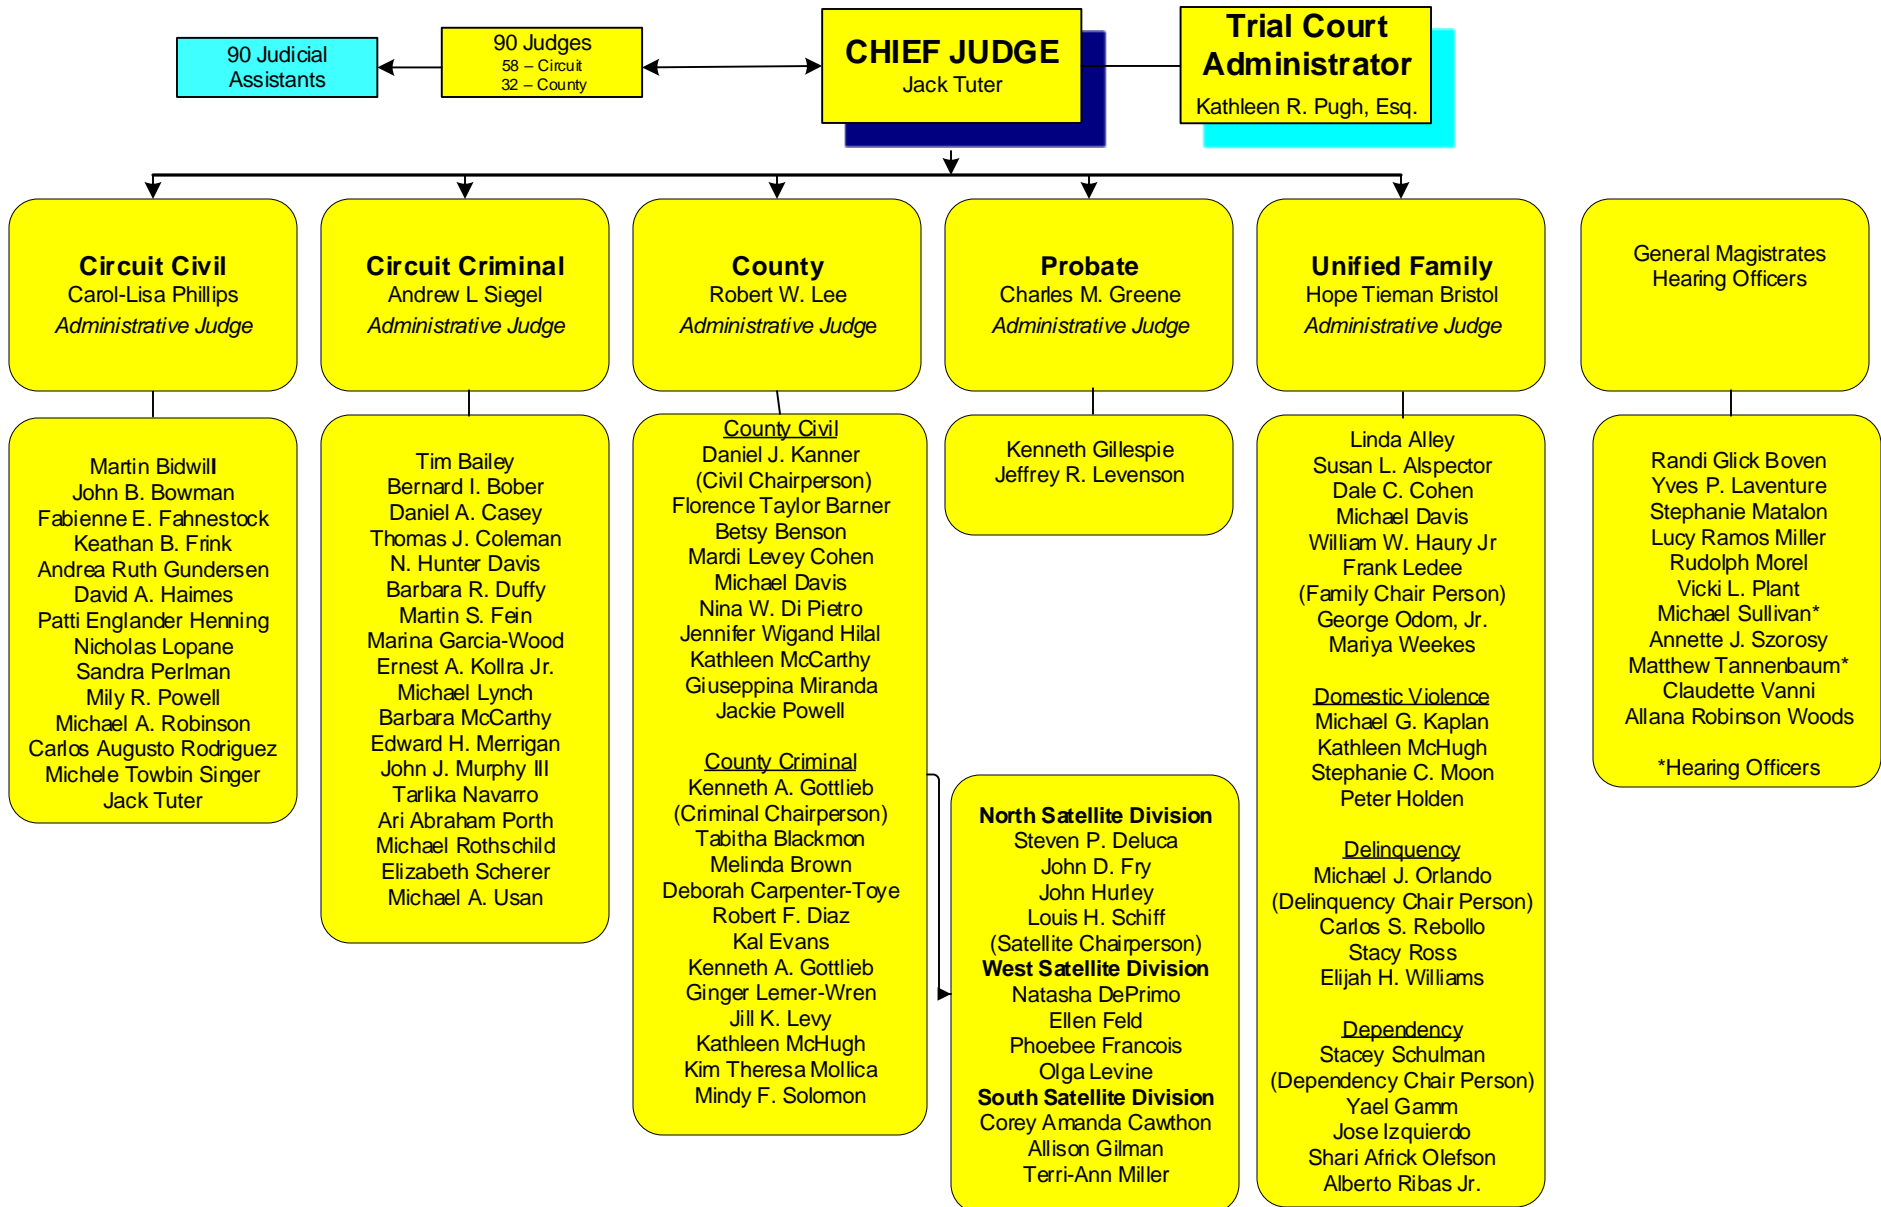 90 Judicial
Assistants
90 Judges
58 – Circuit
32 – County
CHIEF JUDGE
Jack Tuter
Trial Court
Administrator
Kathleen R. Pugh, Esq.
Circuit Civil
Carol-Lisa Phillips
Administrative Judge
Circuit Criminal
Andrew L Siegel
Administrative Judge
County
Robert W. Lee
Administrative Judge
Probate
Charles M. Greene
Administrative Judge
Unified Family
Hope Tieman Bristol
Administrative Judge
General Magistrates
Hearing Officers
Martin Bidwill
John B. Bowman
Fabienne E. Fahnestock
Keathan B. Frink
Andrea Ruth Gundersen
David A. Haimes
Patti Englander Henning
Nicholas Lopane
Sandra Perlman
Mily R. Powell
Michael A. Robinson
Carlos Augusto Rodriguez
Michele Towbin Singer
Jack Tuter
Tim Bailey
Bernard I. Bober
Daniel A. Casey
Thomas J. Coleman
N. Hunter Davis
Barbara R. Duffy
Martin S. Fein
Marina Garcia-Wood
Ernest A. Kollra Jr.
Michael Lynch
Barbara McCarthy
Edward H. Merrigan
John J. Murphy III
Tarlika Navarro
Ari Abraham Porth
Michael Rothschild
Elizabeth Scherer
Michael A. Usan
County Civil
Daniel J. Kanner
(Civil Chairperson)
Florence Taylor Barner
Betsy Benson
Mardi Levey Cohen
Michael Davis
Nina W. Di Pietro
Jennifer Wigand Hilal
Kathleen McCarthy
Giuseppina Miranda
Jackie Powell
County Criminal
Kenneth A. Gottlieb
(Criminal Chairperson)
Tabitha Blackmon
Melinda Brown
Deborah Carpenter-Toye
Robert F. Diaz
Kal Evans
Kenneth A. Gottlieb
Ginger Lerner-Wren
Jill K. Levy
Kathleen McHugh
Kim Theresa Mollica
Mindy F. Solomon
Kenneth Gillespie
Jeffrey R. Levenson
North Satellite Division
Steven P. Deluca
John D. Fry
John Hurley
Louis H. Schiff
(Satellite Chairperson)
West Satellite Division
Natasha DePrimo
Ellen Feld
Phoebee Francois
Olga Levine
South Satellite Division
Corey Amanda Cawthon
Allison Gilman
Terri-Ann Miller
Linda Alley
Susan L. Alspector
Dale C. Cohen
Michael Davis
William W. Haury Jr
Frank Ledee
(Family Chair Person)
George Odom, Jr.
Mariya Weekes
Domestic Violence
Michael G. Kaplan
Kathleen McHugh
Stephanie C. Moon
Peter Holden
Delinquency
Michael J. Orlando
(Delinquency Chair Person)
Carlos S. Rebollo
Stacy Ross
Elijah H. Williams
Dependency
Stacey Schulman
(Dependency Chair Person)
Yael Gamm
Jose Izquierdo
Shari Africk Olefson
Alberto Ribas Jr.
Randi Glick Boven
Yves P. Laventure
Stephanie Matalon
Lucy Ramos Miller
Rudolph Morel
Vicki L. Plant
Michael Sullivan*
Annette J. Szorosy
Matthew Tannenbaum*
Claudette Vanni
Allana Robinson Woods
*Hearing Officers